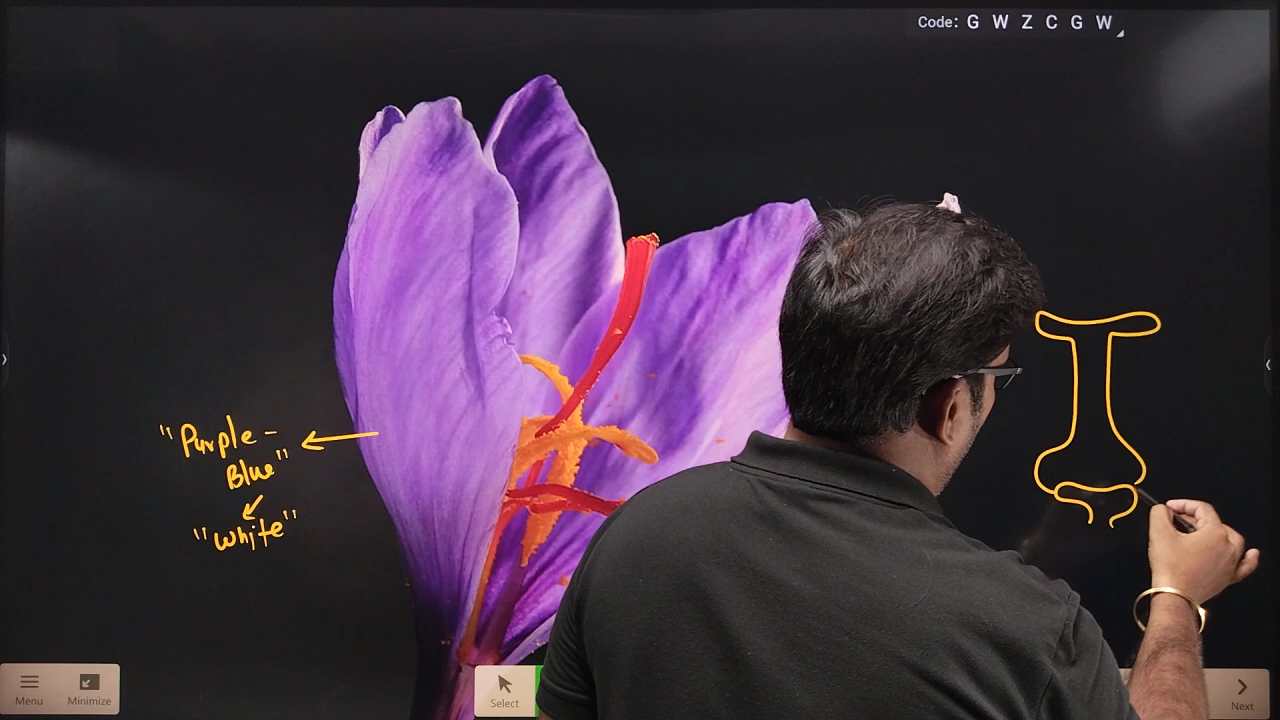 Code: G W Z C G W
"Purple-
Blue"
"white"
Menu
Minimize
Select
Next